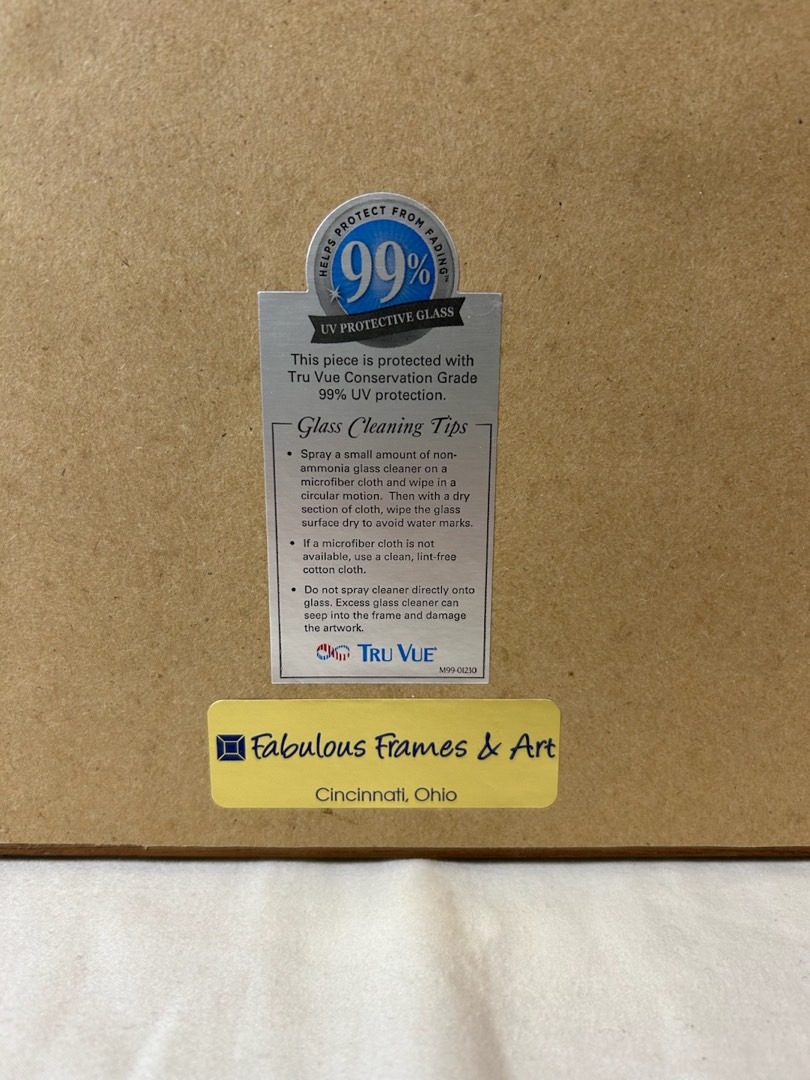 HELPS PROTECT FROM FADING™
99%
UV PROTECTIVE GLASS
This piece is protected with
Tru Vue Conservation Grade
99% UV protection.
Glass Cleaning Tips
• Spray a small amount of non-
ammonia glass cleaner on a
microfiber cloth and wipe in a
circular motion. Then with a dry
section of cloth, wipe the glass
surface dry to avoid water marks.
• If a microfiber cloth is not
available, use a clean, lint-free
cotton cloth.
• Do not spray cleaner directly onto
glass. Excess glass cleaner can
seep into the frame and damage
the artwork.
TRU VUE®
M99-01210
Fabulous Frames & Art
Cincinnati, Ohio